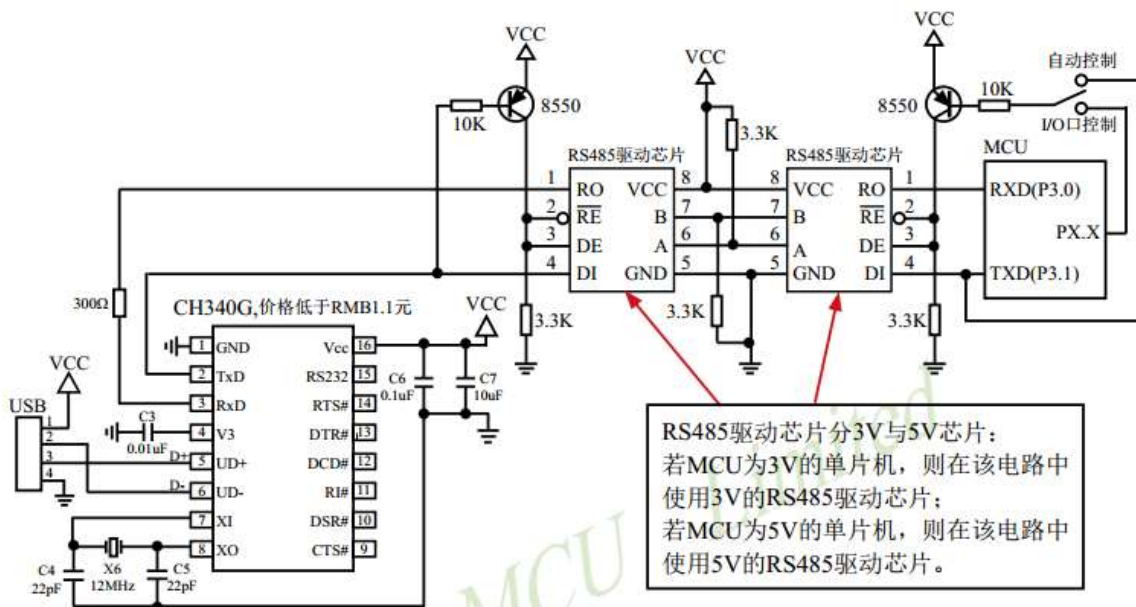 VCC
VCC
VCC
自动控制
8550
8550
10K
10K
I/O口控制
3.3K
MCU
RS485驱动芯片
RS485驱动芯片
1
RO
VCC
8
8
VCC
RO
1
RXD(P3.0)
2
RE
B
7
7
B
RE
2
PX.X
3
DE
A
6
6
A
DE
3
4
DI
GND
5
5
GND
DI
4
TXD(P3.1)
300Ω
CH340G,价格低于RMB1.1元
VCC
3.3K
3.3K
3.3K
1
GND
Vcc
16
2
TxD
RS232
15
C6
0.1uF
C7
10uF
VCC
3
RxD
RTS#
14
USB
1
2
3
4
C3
0.01uF
4
V3
DTR#
13
D+
5
UD+
DCD#
12
D-
6
UD-
RI#
11
7
XI
DSR#
10
8
XO
CTS#
9
C4
22pF
X6
12MHz
C5
22pF
RS485驱动芯片分3V与5V芯片：
若MCU为3V的单片机，则在该电路中
使用3V的RS485驱动芯片；
若MCU为5V的单片机，则在该电路中
使用5V的RS485驱动芯片。
MCU Limited